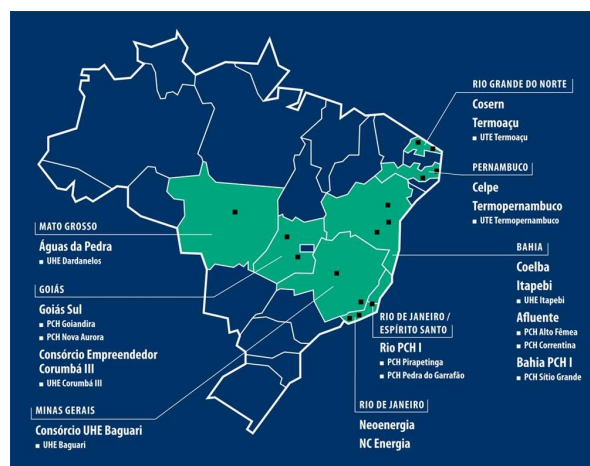 RIO GRANDE DO NORTE
Cosern
Termoaçu
UTE Termoaçu
PERNAMBUCO
Celpe
Termopernambuco
UTE Termopernambuco
MATO GROSSO
Águas da Pedra
UHE Dardanelos
BAHIA
Coelba
Itapebi
UHE Itapebi
Afluente
PCH Alto Fêmea
PCH Correntina
Bahia PCH I
PCH Sítio Grande
GOIÁS
Goiás Sul
PCH Goiandira
PCH Nova Aurora
Consórcio Empreendedor
Corumbá III
UHE Corumbá III
RIO DE JANEIRO /
ESPÍRITO SANTO
Rio PCH I
PCH Pirapetinga
PCH Pedra do Garrafão
MINAS GERAIS
Consórcio UHE Baguari
UHE Baguari
RIO DE JANEIRO
Neoenergia
NC Energia